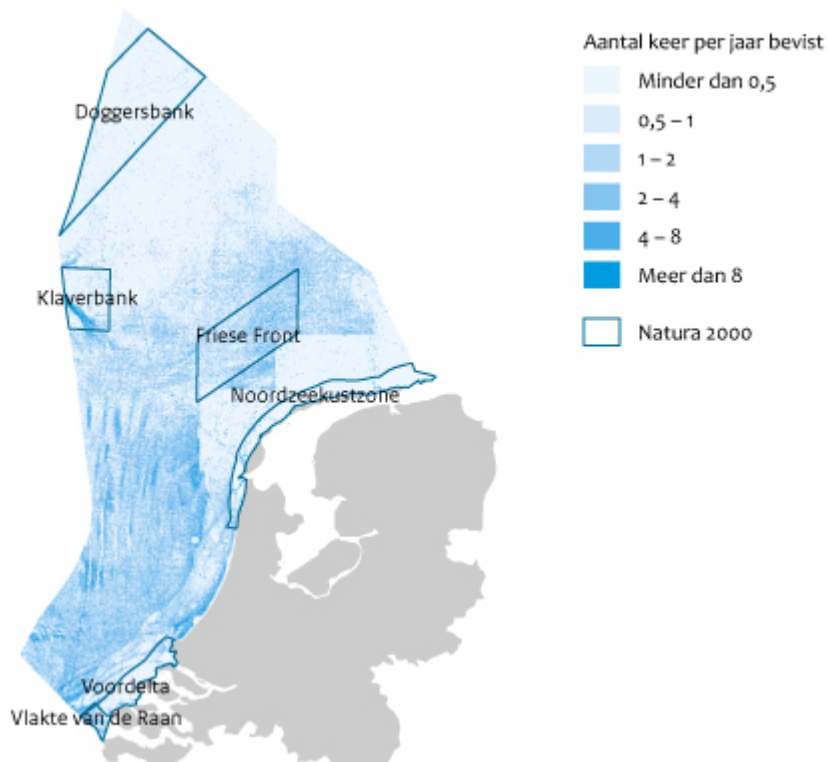 Aantal keer per jaar bevist
Minder dan 0,5
0,5 – 1
1 – 2
2 – 4
4 – 8
Meer dan 8
Natura 2000
Doggersbank
Klaverbank
Friese Front
Noordzeekustzone
Voordelta
Vlakte van de Raan